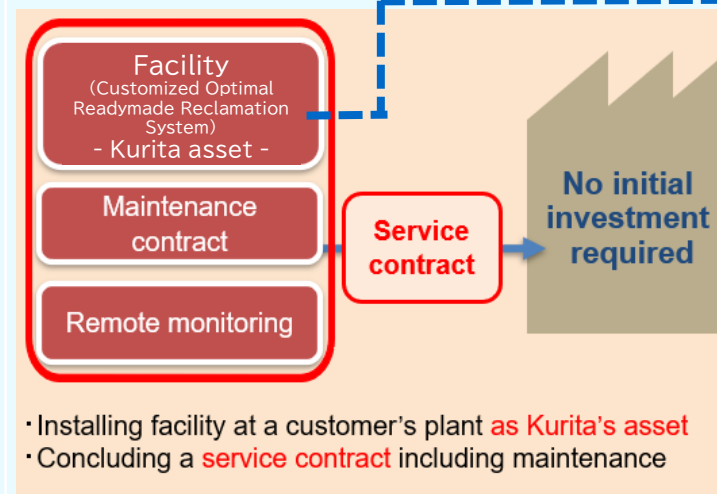 Facility
(Customized Optimal
Readymade Reclamation
System)
- Kurita asset -
Maintenance
contract
Remote monitoring
Service
contract
No initial
investment
required
・Installing facility at a customer’s plant as Kurita’s asset
・Concluding a service contract including maintenance